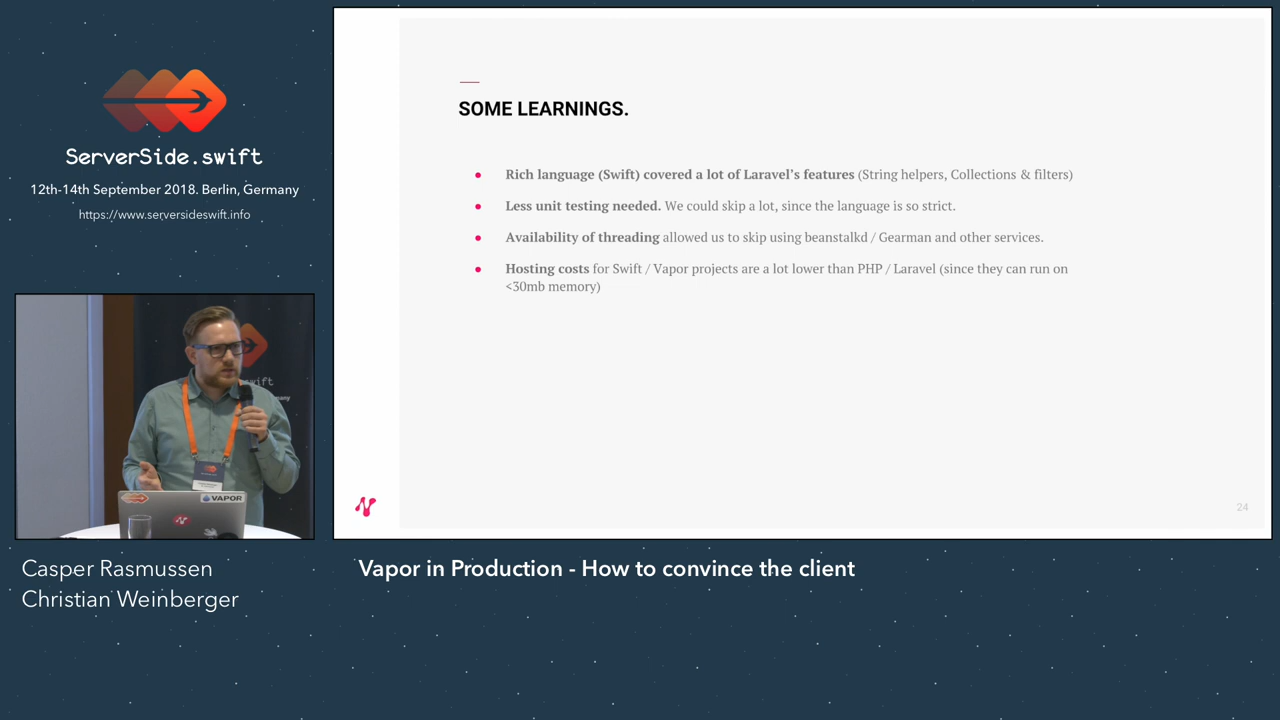 ServerSide.swift
12th-14th September 2018. Berlin, Germany
https://www.serversideswift.info
swift
VAPOR
Casper Rasmussen
Christian Weinberger
SOME LEARNINGS.
• Rich language (Swift) covered a lot of Laravel's features (String helpers, Collections & filters)
• Less unit testing needed. We could skip a lot, since the language is so strict.
• Availability of threading allowed us to skip using beanstalkd / Gearman and other services.
• Hosting costs for Swift / Vapor projects are a lot lower than PHP / Laravel (since they can run on
<30mb memory)
24
Vapor in Production - How to convince the client